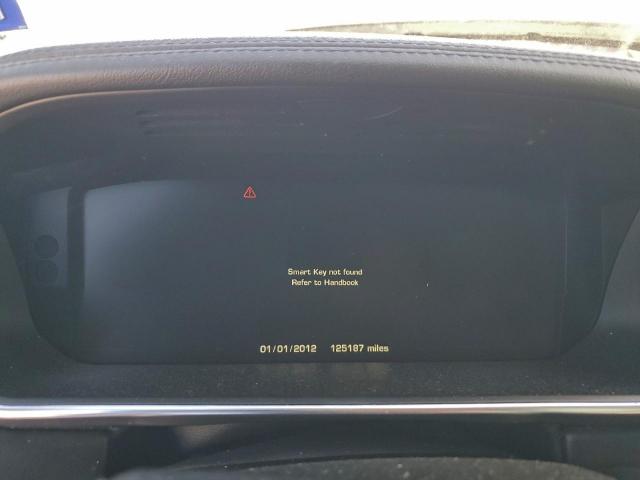 Smart Key not found
Refer to Handbook
01/01/2012 125187 miles